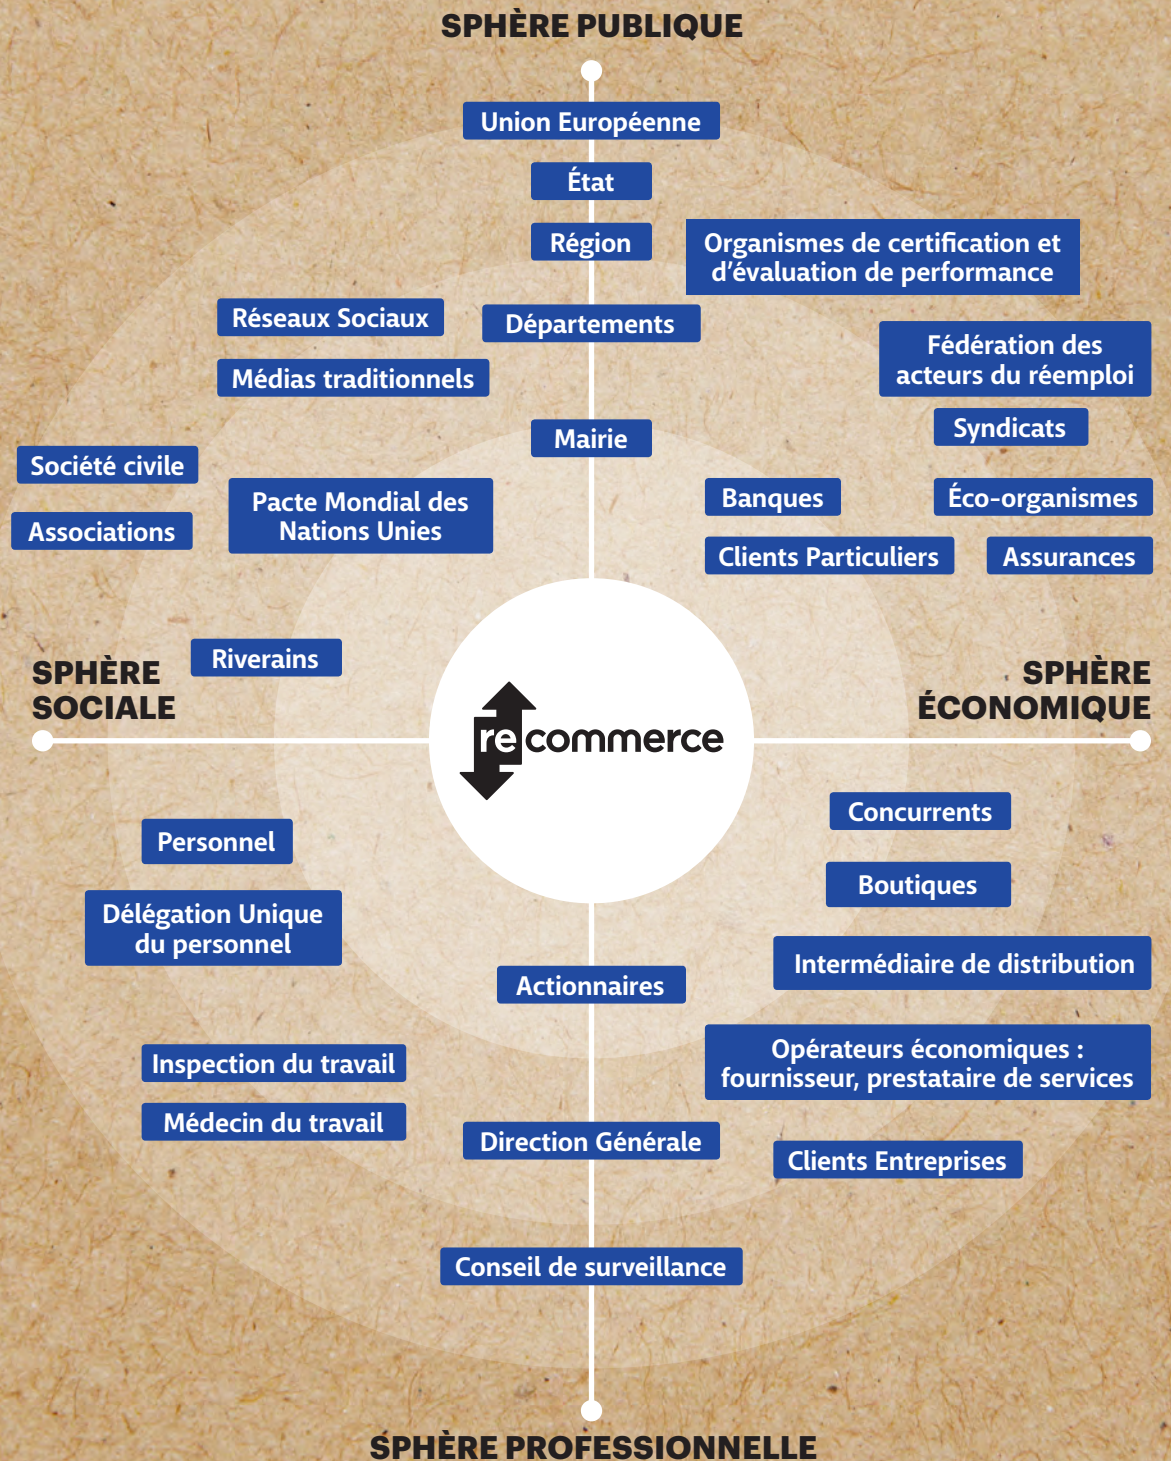 SPHÈRE PUBLIQUE
Union Européenne
État
Région
Organismes de certification et
d'évaluation de performance
Réseaux Sociaux
Départements
Fédération des
acteurs du réemploi
Médias traditionnels
Syndicats
Mairie
Société civile
Pacte Mondial des
Nations Unies
Banques
Éco-organismes
Associations
Clients Particuliers
Assurances
Riverains
SPHÈRE
SOCIALE
SPHÈRE
ÉCONOMIQUE
recommerce
Concurrents
Personnel
Boutiques
Délégation Unique
du personnel
Intermédiaire de distribution
Actionnaires
Opérateurs économiques :
fournisseur, prestataire de services
Inspection du travail
Médecin du travail
Direction Générale
Clients Entreprises
Conseil de surveillance
SPHÈRE PROFESSIONNELLE